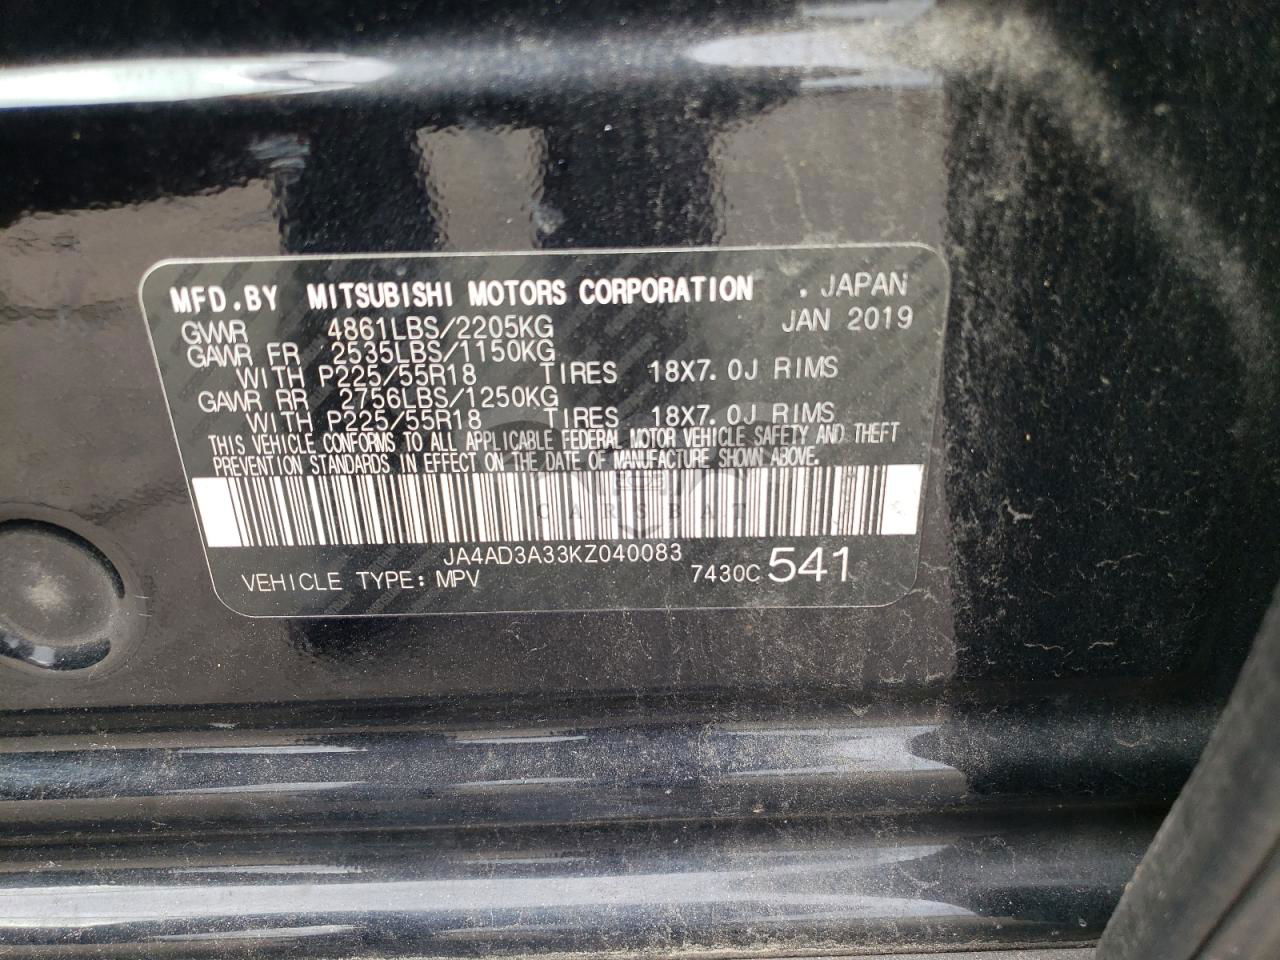 MFD.BY MITSUBISHI MOTORS CORPORATION . JAPAN
GVWR 4861LBS/2205KG JAN 2019
GAWR FR 2535LBS/1150KG
WITH P225/55R18 TIRES 18X7.0J RIMS
GAWR RR 2756LBS/1250KG
WITH P225/55R18 TIRES 18X7.0J RIMS
THIS VEHICLE CONFORMS TO ALL APPLICABLE FEDERAL MOTOR VEHICLE SAFETY AND THEFT
PREVENTION STANDARDS IN EFFECT ON THE DATE OF MANUFACTURE SHOWN ABOVE.
CARSBAT
JA4AD3A33KZ040083
VEHICLE TYPE: MPV 7430C 541